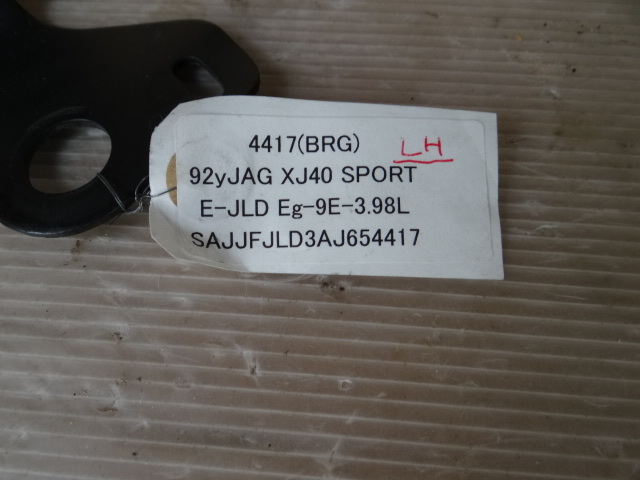 4417(BRG) LH
92yJAG XJ40 SPORT
E-JLD Eg-9E-3.98L
SAJJFJLD3AJ654417